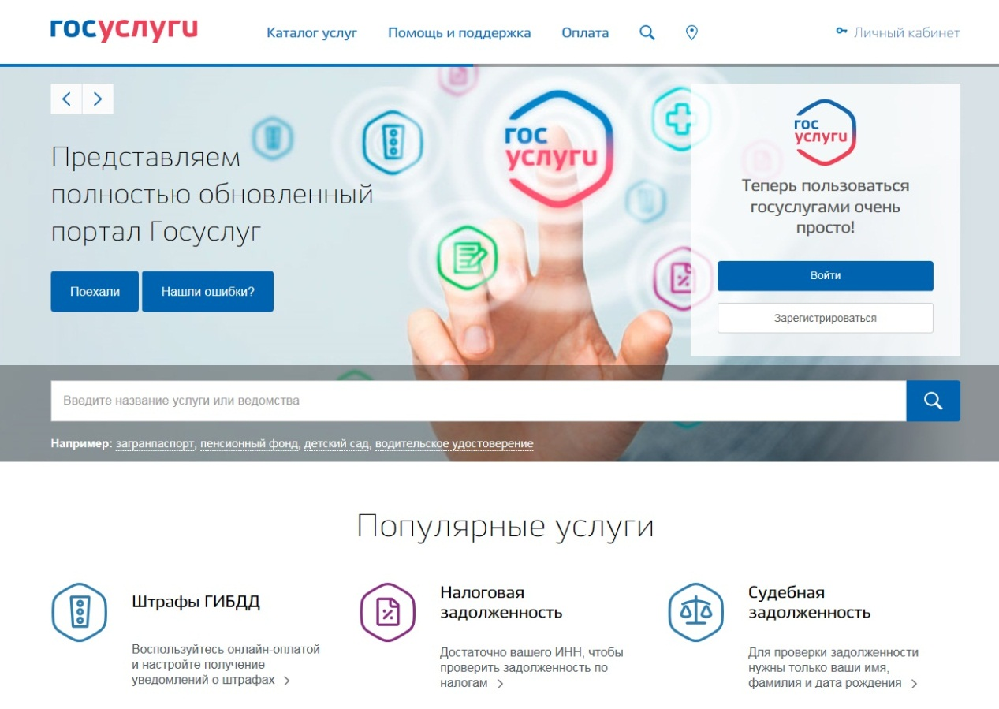 госуслуги
Каталог услуг
Помощь и поддержка
Оплата
Личный кабинет
Представляем
полностью обновленный
портал Госуслуг
Поехали
Нашли ошибки?
гос
услуги
гос
услуги
Теперь пользоваться
госуслугами очень
просто!
Войти
Зарегистрироваться
Введите название услуги или ведомства
Например: загранпаспорт, пенсионный фонд, детский сад, водительское удостоверение
Популярные услуги
Штрафы ГИБДД
Воспользуйтесь онлайн-оплатой
и настройте получение
уведомлений о штрафах
Налоговая
задолженность
Достаточно вашего ИНН, чтобы
проверить задолженность по
налогам
Судебная
задолженность
Для проверки задолженности
нужны только ваши имя,
фамилия и дата рождения